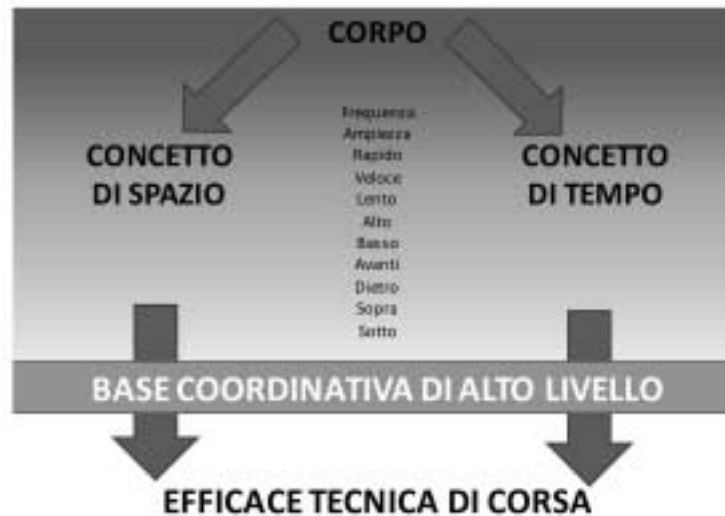 CORPO
CONCETTO
DI SPAZIO
Frequenza
Ampiezza
Rapido
Veloce
Lento
Alto
Basso
Avanti
Dietro
Sopra
Sotto
CONCETTO
DI TEMPO
BASE COORDINATIVA DI ALTO LIVELLO
EFFICACE TECNICA DI CORSA